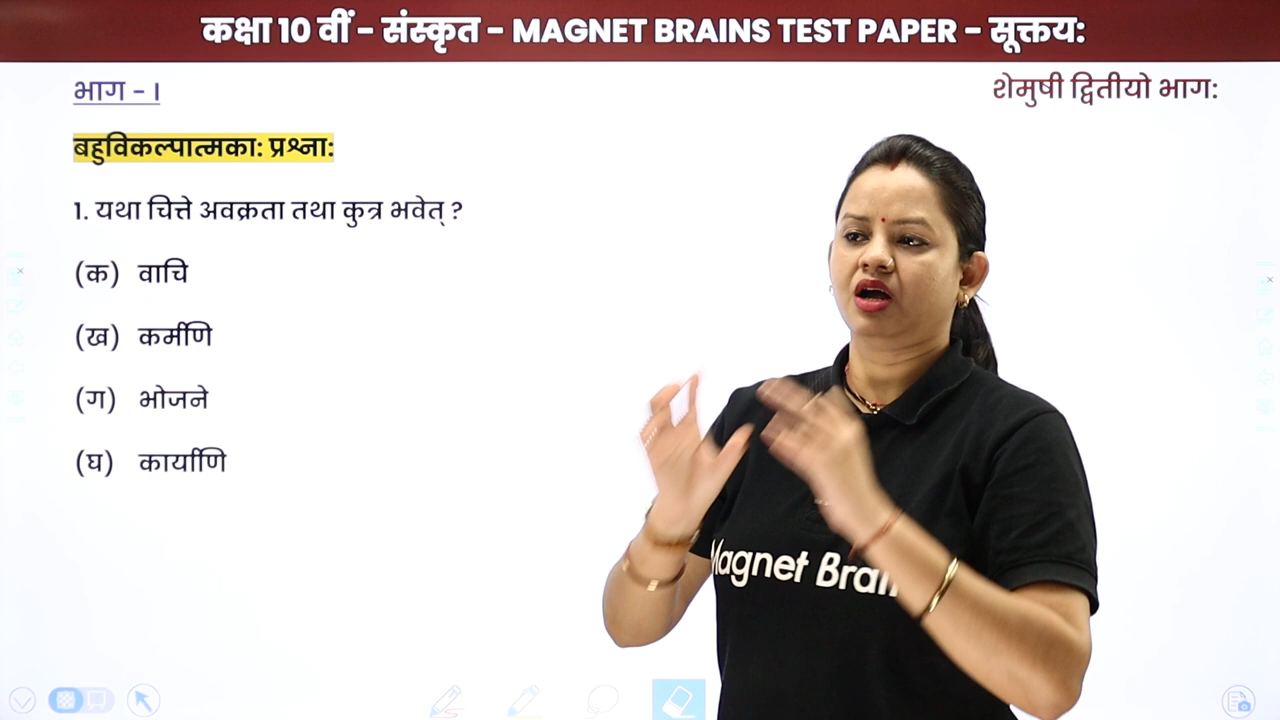 कक्षा 10 वीं - संस्कृत - MAGNET BRAINS TEST PAPER - सूक्तय:
भाग - I
शेमुषी द्वितीयो भाग:
बहुविकल्पात्मका: प्रश्ना:
1. यथा चित्ते अवक्रता तथा कुत्र भवेत् ?
(क) वाचि
(ख) कर्मणि
(ग) भोजने
(घ) कार्याणि
Magnet Brain